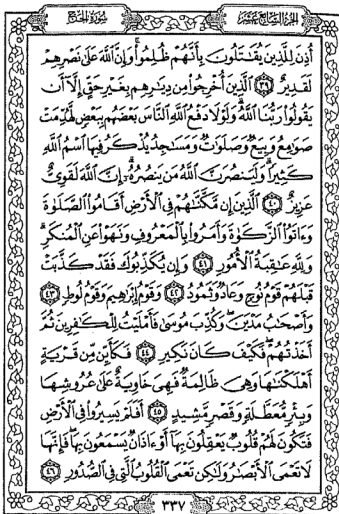 الجزء السابع عشر
سورة الحج
أُذِنَ لِلَّذِينَ يُقَٰتَلُونَ بِأَنَّهُمْ ظُلِمُوا۟ ۚ وَإِنَّ ٱللَّهَ عَلَىٰ نَصْرِهِمْ
لَقَدِيرٌ ٣٩ ٱلَّذِينَ أُخْرِجُوا۟ مِن دِيَٰرِهِم بِغَيْرِ حَقٍّ إِلَّآ أَن
يَقُولُوا۟ رَبُّنَا ٱللَّهُ ۗ وَلَوْلَا دَفْعُ ٱللَّهِ ٱلنَّاسَ بَعْضَهُم بِبَعْضٍ لَّهُدِّمَتْ
صَوَٰمِعُ وَبِيَعٌ وَصَلَوَٰتٌ وَمَسَٰجِدُ يُذْكَرُ فِيهَا ٱسْمُ ٱللَّهِ
كَثِيرًا ۗ وَلَيَنصُرَنَّ ٱللَّهُ مَن يَنصُرُهُۥٓ ۗ إِنَّ ٱللَّهَ لَقَوِىٌّ
عَزِيزٌ ٤٠ ٱلَّذِينَ إِن مَّكَّنَّٰهُمْ فِى ٱلْأَرْضِ أَقَامُوا۟ ٱلصَّلَوٰةَ
وَءَاتَوُا۟ ٱلزَّكَوٰةَ وَأَمَرُوا۟ بِٱلْمَعْرُوفِ وَنَهَوْا۟ عَنِ ٱلْمُنكَرِ ۗ
وَلِلَّهِ عَٰقِبَةُ ٱلْأُمُورِ ٤١ وَإِن يُكَذِّبُوكَ فَقَدْ كَذَّبَتْ
قَبْلَهُمْ قَوْمُ نُوحٍ وَعَادٌ وَثَمُودُ ٤٢ وَقَوْمُ إِبْرَٰهِيمَ وَقَوْمُ لُوطٍ ٤٣
وَأَصْحَٰبُ مَدْيَنَ ۖ وَكُذِّبَ مُوسَىٰ فَأَمْلَيْتُ لِلْكَٰفِرِينَ ثُمَّ
أَخَذْتُهُمْ ۖ فَكَيْفَ كَانَ نَكِيرِ ٤٤ فَكَأَيِّن مِّن قَرْيَةٍ
أَهْلَكْنَٰهَا وَهِىَ ظَالِمَةٌ فَهِىَ خَاوِيَةٌ عَلَىٰ عُرُوشِهَا
وَبِئْرٍ مُّعَطَّلَةٍ وَقَصْرٍ مَّشِيدٍ ٤٥ أَفَلَمْ يَسِيرُوا۟ فِى ٱلْأَرْضِ
فَتَكُونَ لَهُمْ قُلُوبٌ يَعْقِلُونَ بِهَآ أَوْ ءَاذَانٌ يَسْمَعُونَ بِهَا ۖ فَإِنَّهَا
لَا تَعْمَى ٱلْأَبْصَٰرُ وَلَٰكِن تَعْمَى ٱلْقُلُوبُ ٱلَّتِى فِى ٱلصُّدُورِ ٤٦
٣٣٧